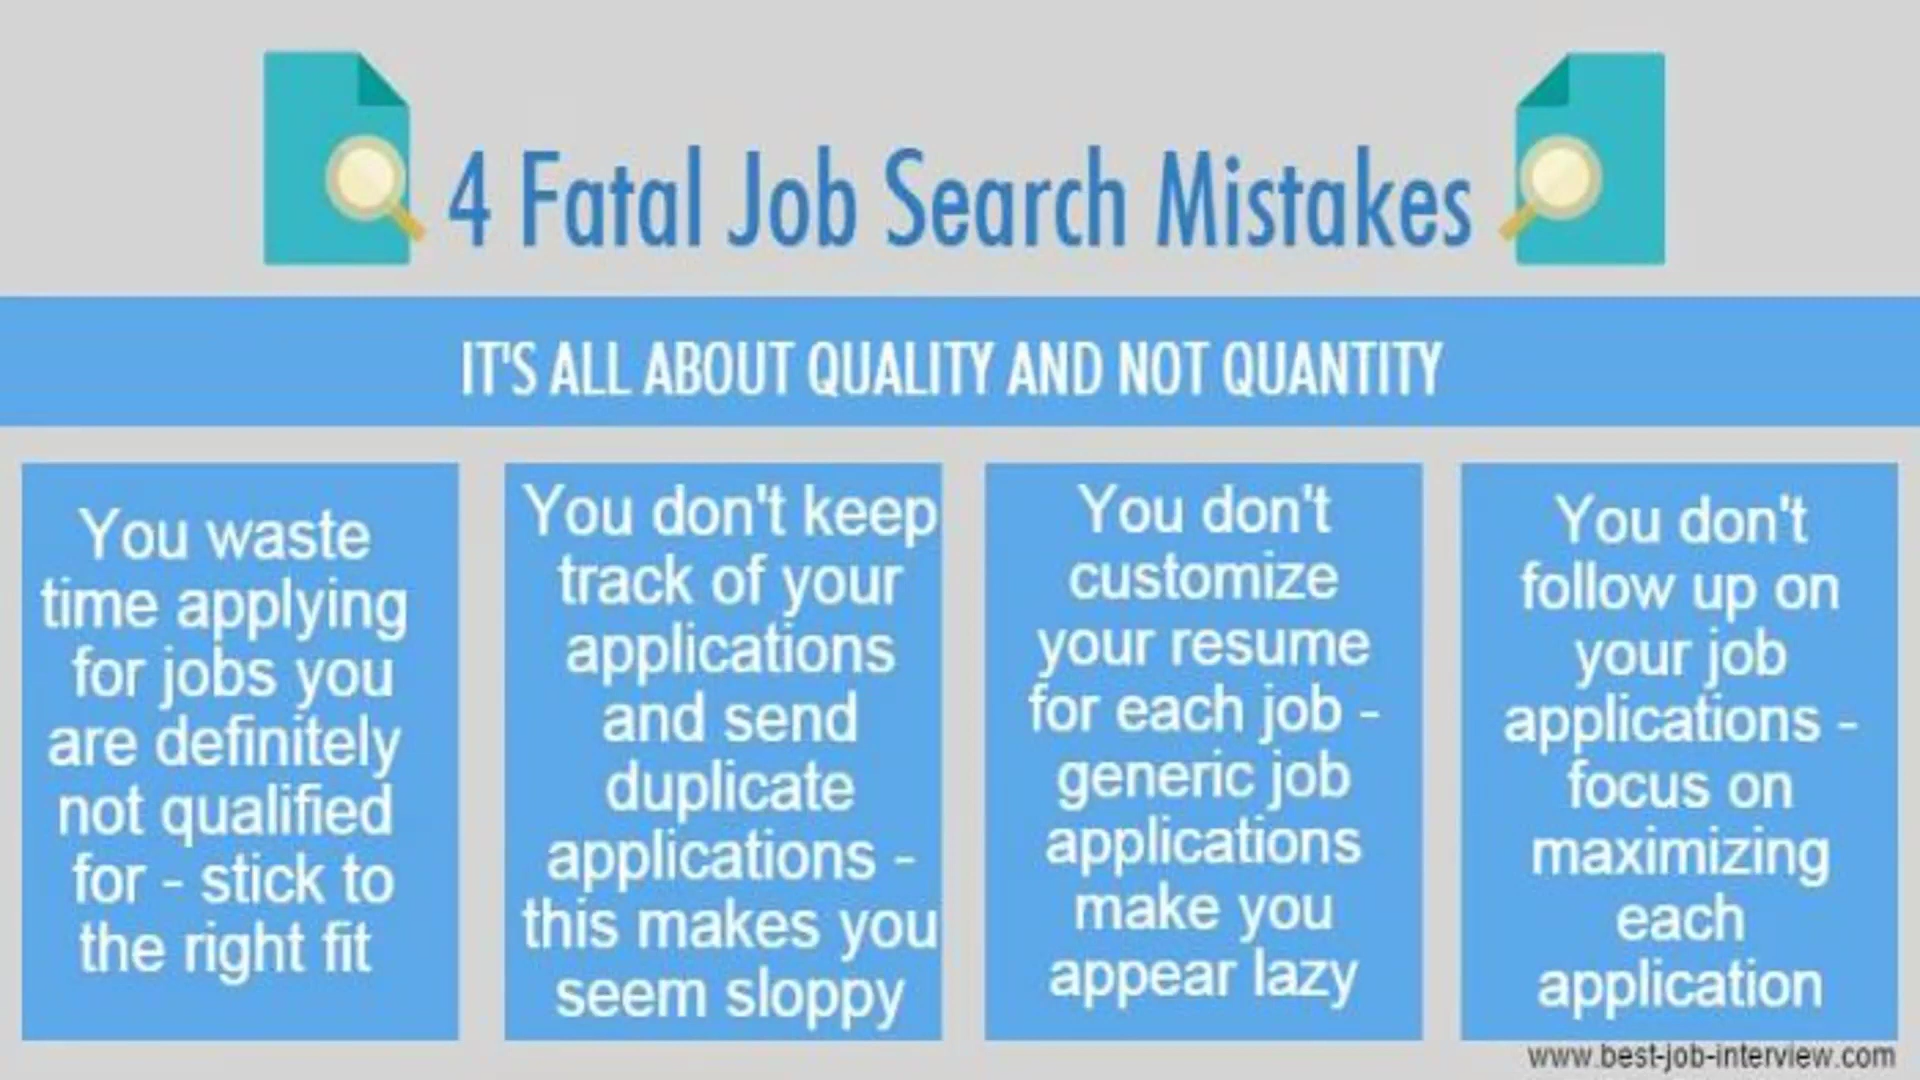 4 Fatal Job Search Mistakes
IT'S ALL ABOUT QUALITY AND NOT QUANTITY
You waste
time applying
for jobs you
are definitely
not qualified
for - stick to
the right fit
You don't keep
track of your
applications
and send
duplicate
applications -
this makes you
seem sloppy
You don't
customize
your resume
for each job -
generic job
applications
make you
appear lazy
You don't
follow up on
your job
applications -
focus on
maximizing
each
application
www.best-job-interview.com